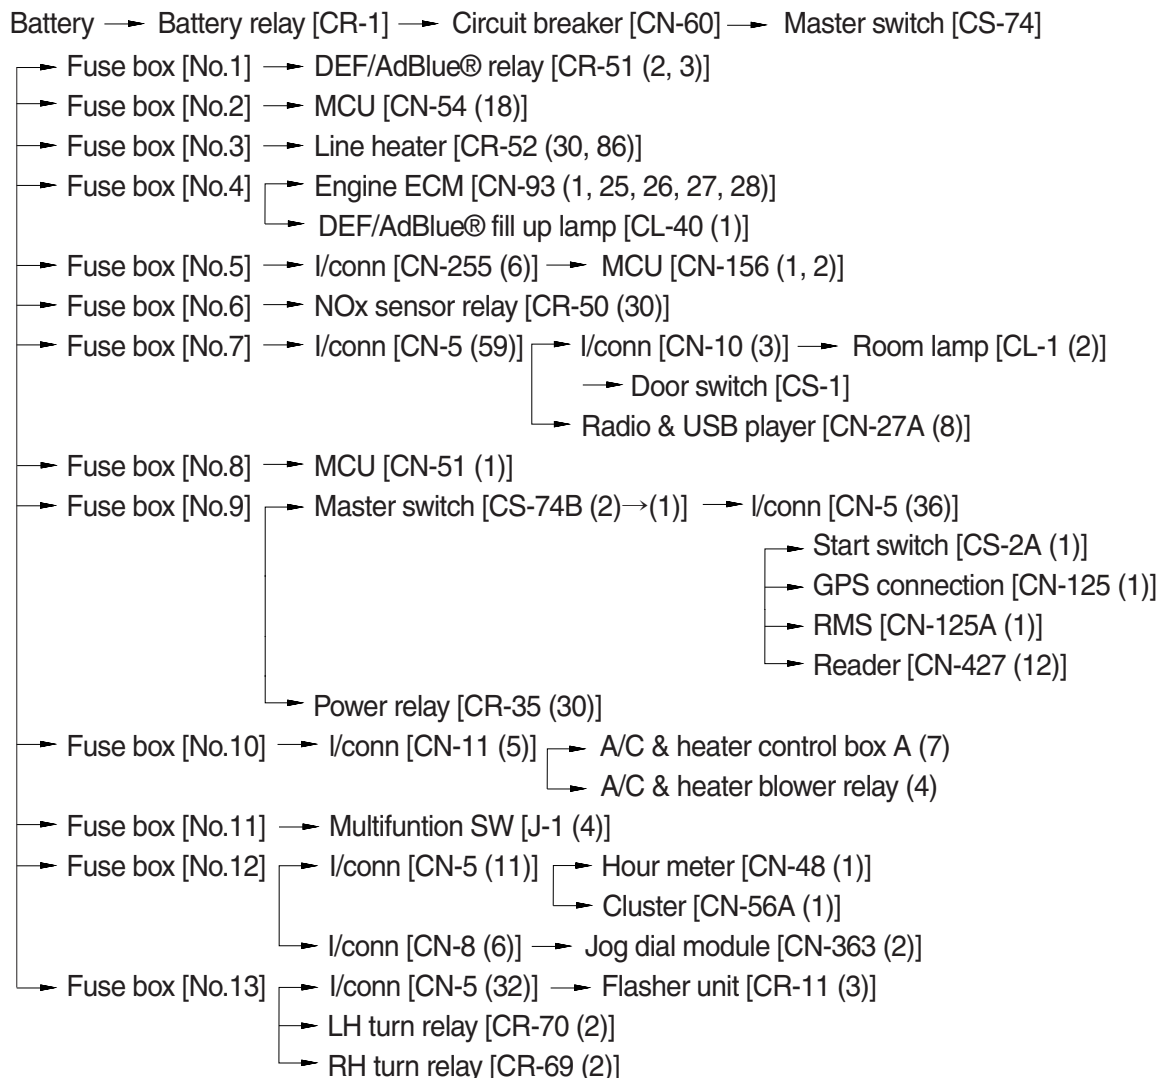 Battery → Battery relay [CR-1] → Circuit breaker [CN-60] → Master switch [CS-74]
Fuse box [No.1] → DEF/AdBlue® relay [CR-51 (2, 3)]
Fuse box [No.2] → MCU [CN-54 (18)]
Fuse box [No.3] → Line heater [CR-52 (30, 86)]
Fuse box [No.4] → Engine ECM [CN-93 (1, 25, 26, 27, 28)]
→ DEF/AdBlue® fill up lamp [CL-40 (1)]
Fuse box [No.5] → I/conn [CN-255 (6)] → MCU [CN-156 (1, 2)]
Fuse box [No.6] → NOx sensor relay [CR-50 (30)]
Fuse box [No.7] → I/conn [CN-5 (59)] → I/conn [CN-10 (3)] → Room lamp [CL-1 (2)]
→ Door switch [CS-1]
→ Radio & USB player [CN-27A (8)]
Fuse box [No.8] → MCU [CN-51 (1)]
Fuse box [No.9] → Master switch [CS-74B (2)→(1)] → I/conn [CN-5 (36)]
→ Start switch [CS-2A (1)]
→ GPS connection [CN-125 (1)]
→ RMS [CN-125A (1)]
→ Reader [CN-427 (12)]
→ Power relay [CR-35 (30)]
Fuse box [No.10] → I/conn [CN-11 (5)] → A/C & heater control box A (7)
→ A/C & heater blower relay (4)
Fuse box [No.11] → Multifuntion SW [J-1 (4)]
Fuse box [No.12] → I/conn [CN-5 (11)] → Hour meter [CN-48 (1)]
→ Cluster [CN-56A (1)]
→ I/conn [CN-8 (6)] → Jog dial module [CN-363 (2)]
Fuse box [No.13] → I/conn [CN-5 (32)] → Flasher unit [CR-11 (3)]
→ LH turn relay [CR-70 (2)]
→ RH turn relay [CR-69 (2)]